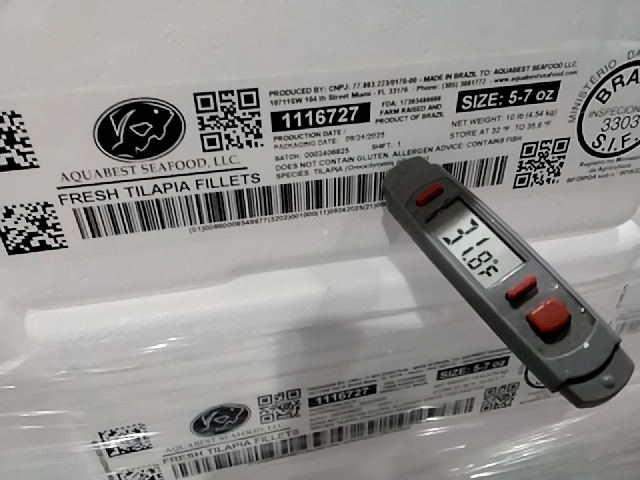 PRODUCED BY: CNPJ: 77.863.223/0170-00 - MADE IN BRAZIL TO: AQUABEST SEAFOOD LLC.
10711SW 104 th Street Miami / FL 33176 - Phone: (305) 3981772 - www.aquabestseafood.com
1116727
FDA: 17393486666
FARM RAISED AND
PRODUCT OF BRAZIL
SIZE: 5-7 oz
PRODUCTION DATE /
PACKAGING DATE: 09/24/2025
NET WEIGHT: 10 lb (4.54 kg)
BATCH: 0002406825 SHIFT: 1
STORE AT 32 °F TO 35.6 °F
DOES NOT CONTAIN GLUTEN. ALLERGEN ADVICE: CONTAINS FISH
SPECIES: TILAPIA (Oreochromis
AQUABEST SEAFOOD, LLC.
FRESH TILAPIA FILLETS
MINISTÉRIO DA
BRA
INSPECIO
3303
S.I.F.
31.8°F
1116727
SIZE: 5-7 oz
AQUABEST SEAFOOD, LLC
FRESH TILAPIA FILLETS